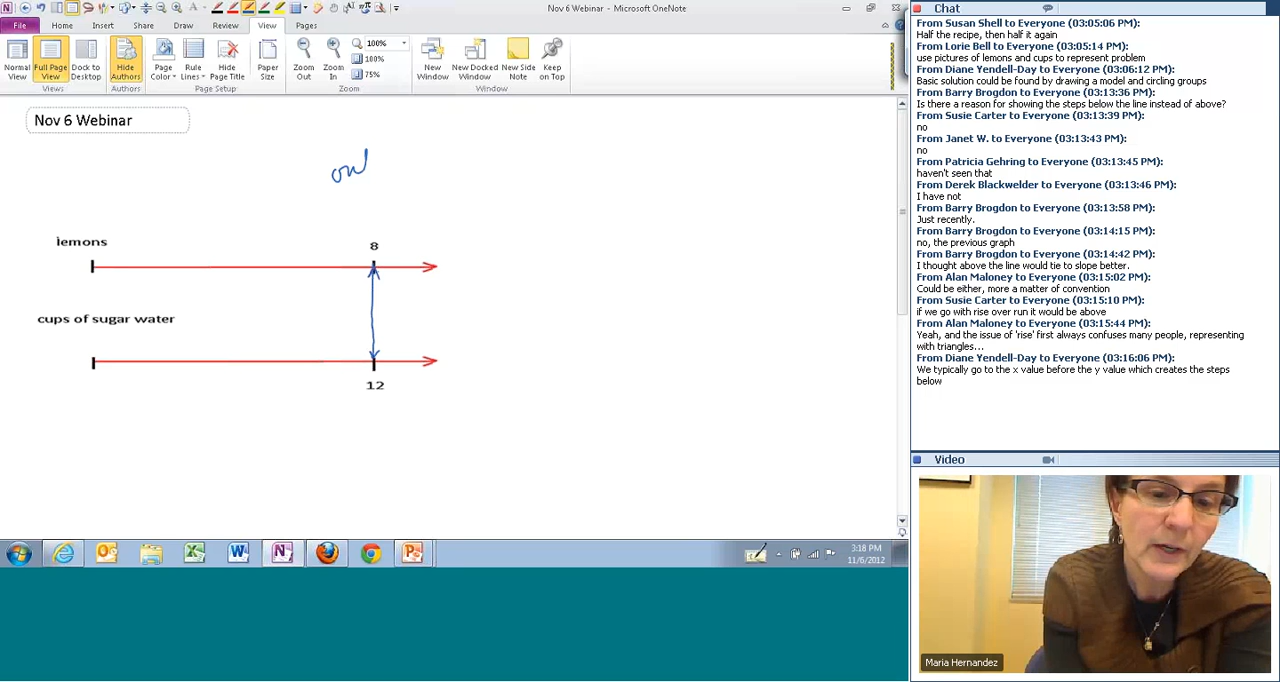 Nov 6 Webinar - Microsoft OneNote
File Home Insert Share Draw Review View Pages
Normal View
Full Page View
Dock to Desktop
Views
Hide Authors
Authors
Page Color
Rule Lines
Hide Page Title
Page Setup
Paper Size
Zoom Out
Zoom In
100%
100%
75%
Zoom
New Window
New Docked Window
New Side Note
Keep on Top
Window
Nov 6 Webinar
lemons
8
cups of sugar water
12
3:18 PM
11/6/2012
Chat
From Susan Shell to Everyone (03:05:06 PM):
Half the recipe, then half it again
From Lorie Bell to Everyone (03:05:14 PM):
use pictures of lemons and cups to represent problem
From Diane Yendell-Day to Everyone (03:06:12 PM):
Basic solution could be found by drawing a model and circling groups
From Barry Brogdon to Everyone (03:13:36 PM):
Is there a reason for showing the steps below the line instead of above?
From Susie Carter to Everyone (03:13:39 PM):
no
From Janet W. to Everyone (03:13:43 PM):
no
From Patricia Gehring to Everyone (03:13:45 PM):
haven't seen that
From Derek Blackwelder to Everyone (03:13:46 PM):
I have not
From Barry Brogdon to Everyone (03:13:58 PM):
Just recently.
From Barry Brogdon to Everyone (03:14:15 PM):
no, the previous graph
From Barry Brogdon to Everyone (03:14:42 PM):
I thought above the line would tie to slope better.
From Alan Maloney to Everyone (03:15:02 PM):
Could be either, more a matter of convention
From Susie Carter to Everyone (03:15:10 PM):
if we go with rise over run it would be above
From Alan Maloney to Everyone (03:15:44 PM):
Yeah, and the issue of 'rise' first always confuses many people, representing
with triangles...
From Diane Yendell-Day to Everyone (03:16:06 PM):
We typically go to the x value before the y value which creates the steps
below
Video
Maria Hernandez